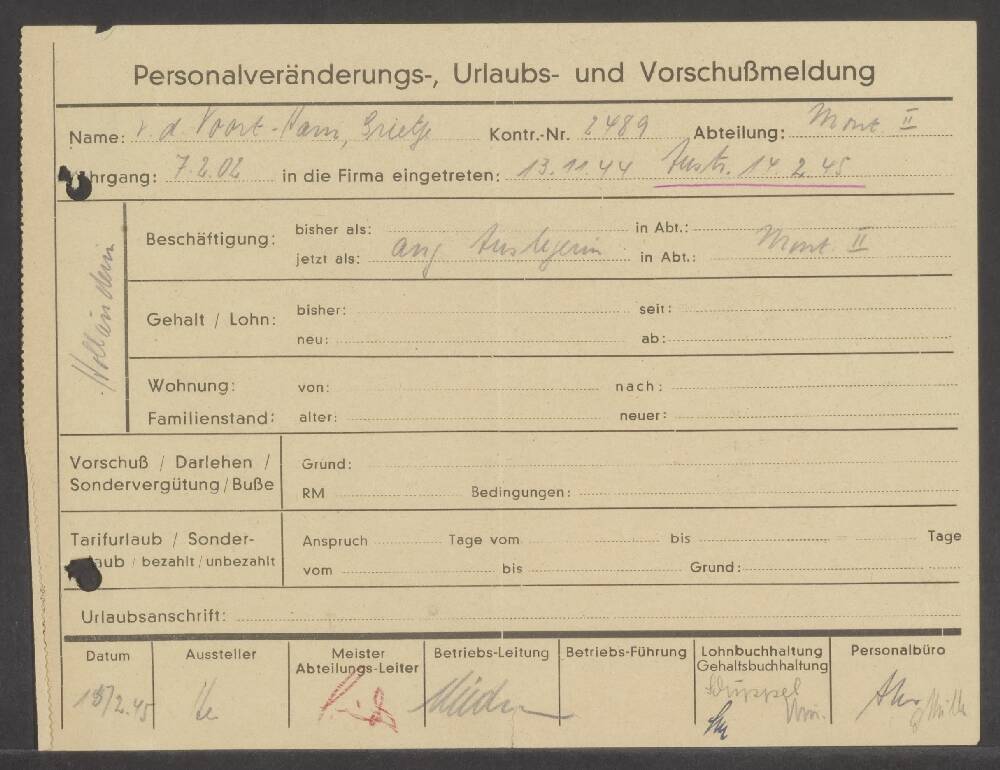 Personalveränderungs-, Urlaubs- und Vorschußmeldung
Name: v. d. Voort-Ham, Grietje Kontr.-Nr. 2489 Abteilung: Mont II
hrgang: 7.2.02 in die Firma eingetreten: 13.11.44 Austr. 14.2.45
Holländerin
Beschäftigung: bisher als: in Abt.:
jetzt als: ang in Abt.: Mont. II
Gehalt / Lohn: bisher: seit:
neu: ab:
Wohnung: von: nach:
Familienstand: alter: neuer:
Vorschuß / Darlehen / Grund:
Sondervergütung / Buße RM Bedingungen:
Tarifurlaub / Sonder- Anspruch Tage vom bis Tage
aub / bezahlt / unbezahlt vom bis Grund:
Urlaubsanschrift:
Datum Aussteller Meister Betriebs-Leitung Betriebs-Führung Lohnbuchhaltung Personalbüro
Abteilungs-Leiter Gehaltsbuchhaltung
15/2.45